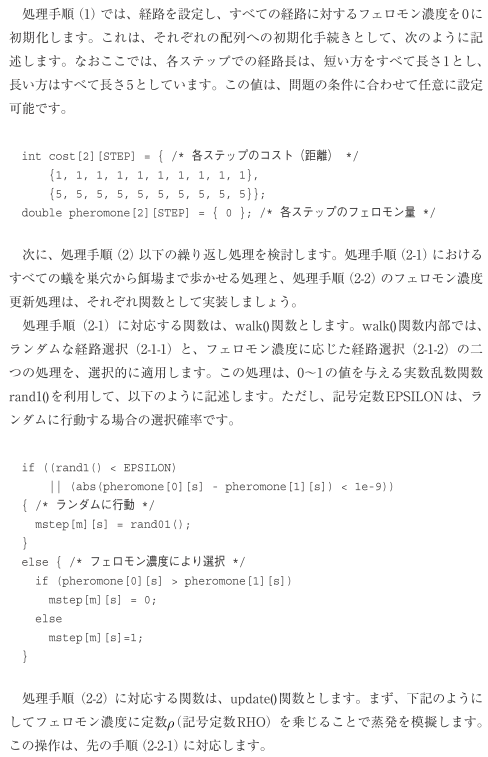 処理手順（1）では、経路を設定し、すべての経路に対するフェロモン濃度を0に
初期化します。これは、それぞれの配列への初期化手続きとして、次のように記
述します。なおここでは、各ステップでの経路長は、短い方をすべて長さ1とし、
長い方はすべて長さ5としています。この値は、問題の条件に合わせて任意に設定
可能です。
int cost[2][STEP] = { /* 各ステップのコスト（距離） */
{1, 1, 1, 1, 1, 1, 1, 1, 1, 1},
{5, 5, 5, 5, 5, 5, 5, 5, 5, 5}};
double pheromone[2][STEP] = { 0 }; /* 各ステップのフェロモン量 */
次に、処理手順（2）以下の繰り返し処理を検討します。処理手順（2-1）における
すべての蟻を巣穴から餌場まで歩かせる処理と、処理手順（2-2）のフェロモン濃度
更新処理は、それぞれ関数として実装しましょう。
処理手順（2-1）に対応する関数は、walk()関数とします。walk()関数内部では、
ランダムな経路選択（2-1-1）と、フェロモン濃度に応じた経路選択（2-1-2）の二
つの処理を、選択的に適用します。この処理は、0〜1の値を与える実数乱数関数
rand1()を利用して、以下のように記述します。ただし、記号定数EPSILONは、ラ
ンダムに行動する場合の選択確率です。
if ((rand1() < EPSILON)
|| (abs(pheromone[0][s] - pheromone[1][s]) < 1e-9))
{ /* ランダムに行動 */
mstep[m][s] = rand01();
}
else { /* フェロモン濃度により選択 */
if (pheromone[0][s] > pheromone[1][s])
mstep[m][s] = 0;
else
mstep[m][s]=1;
}
処理手順（2-2）に対応する関数は、update()関数とします。まず、下記のように
してフェロモン濃度に定数ρ（記号定数RHO）を乗じることで蒸発を模擬します。
この操作は、先の手順（2-2-1）に対応します。